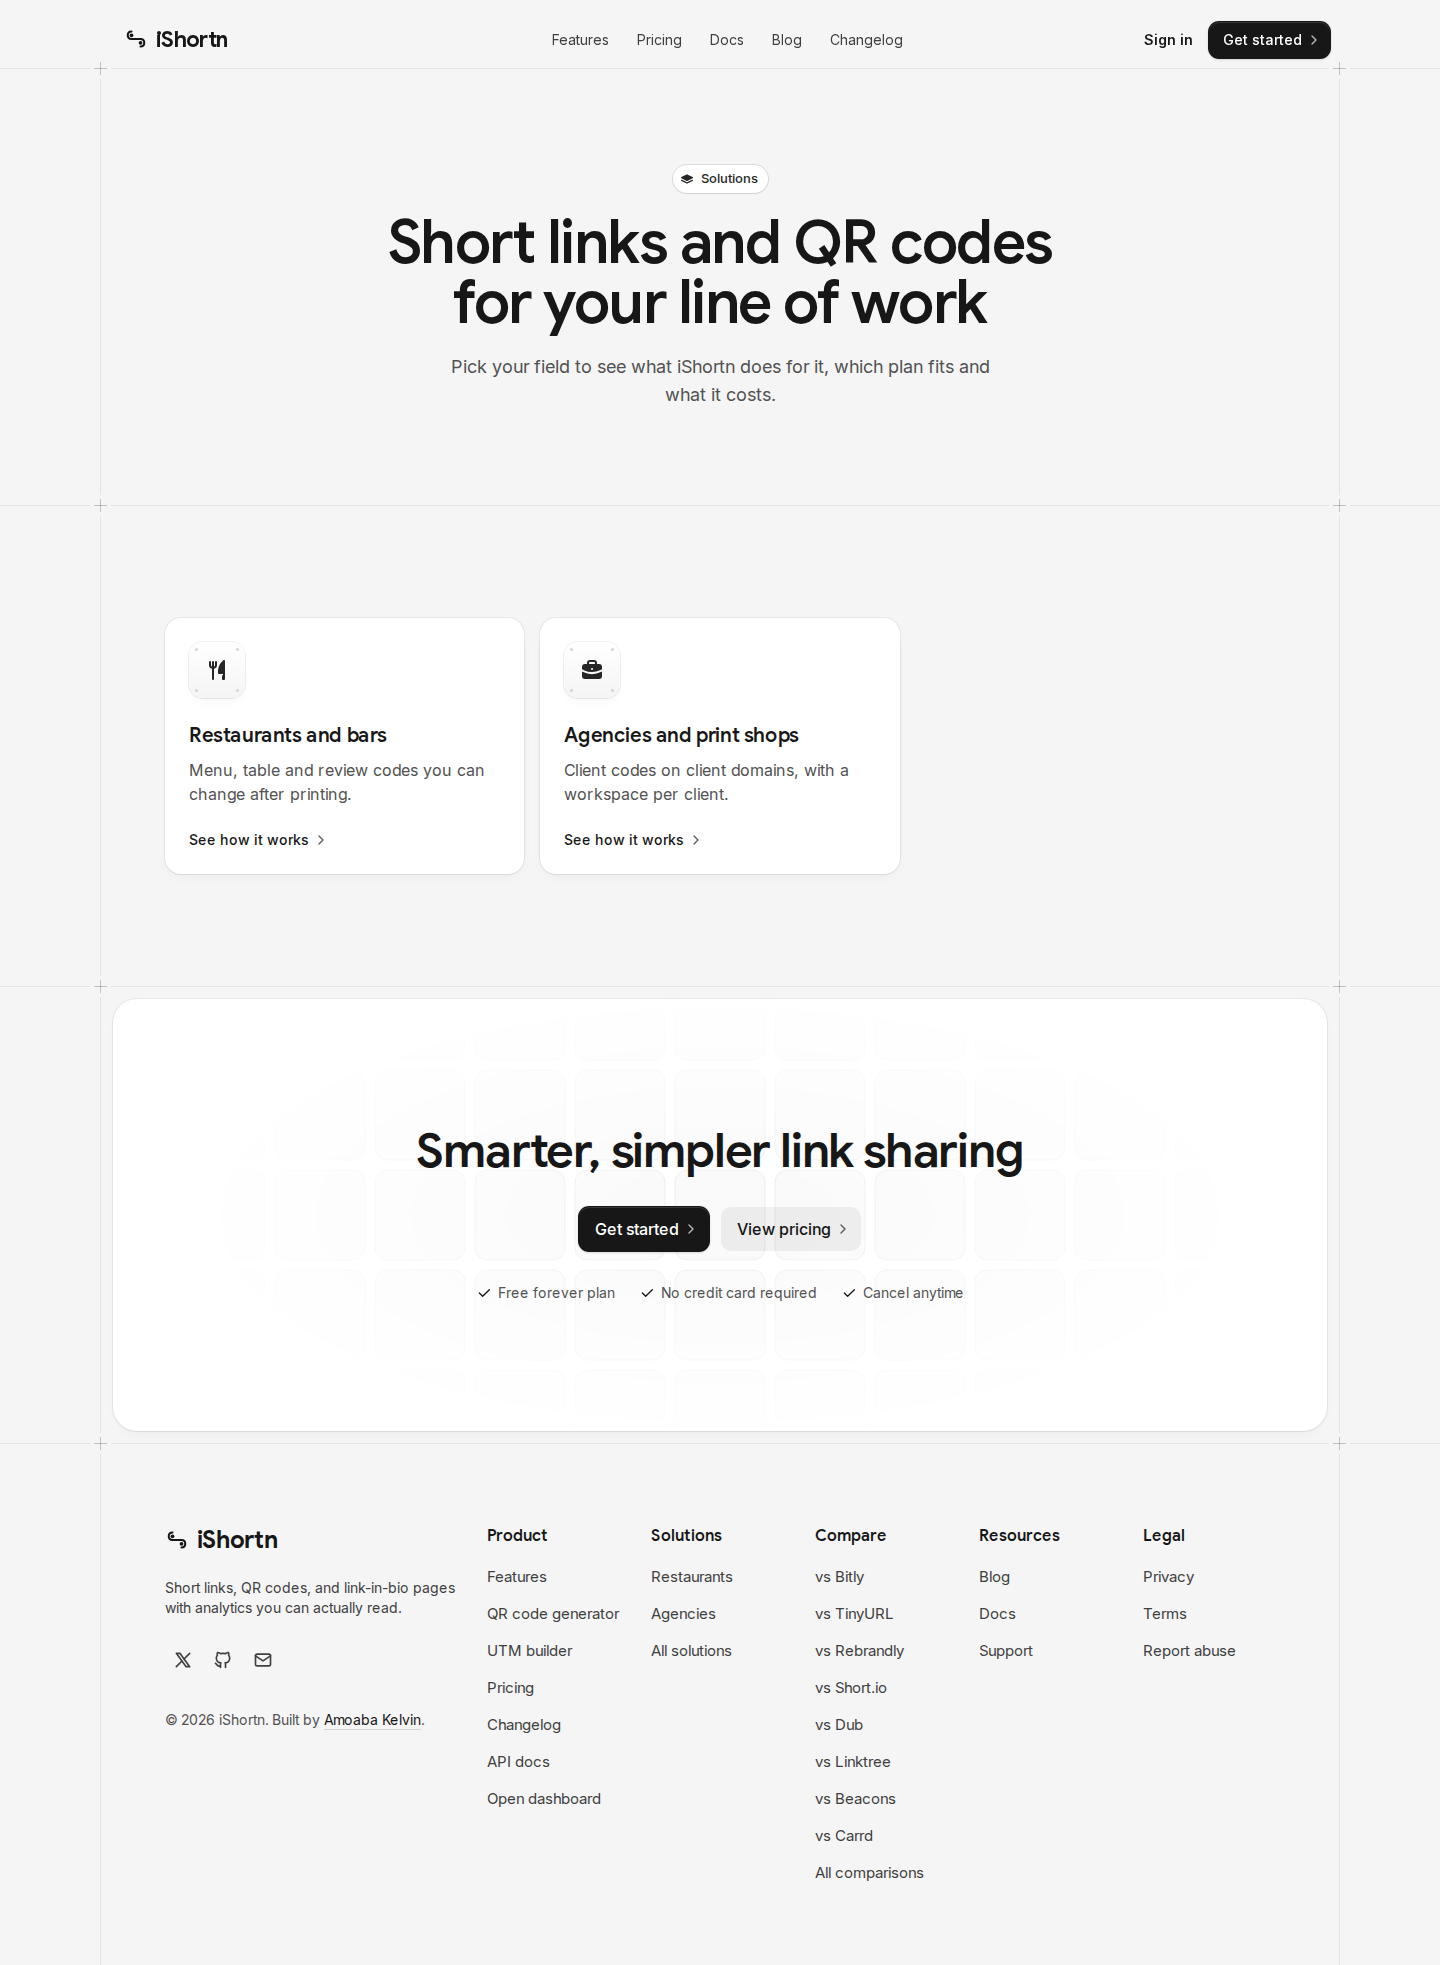 iShortn
Features
Pricing
Docs
Blog
Changelog
Sign in
Get started
Solutions
Short links and QR codes
for your line of work
Pick your field to see what iShortn does for it, which plan fits and
what it costs.
Restaurants and bars
Menu, table and review codes you can
change after printing.
See how it works
Agencies and print shops
Client codes on client domains, with a
workspace per client.
See how it works
Smarter, simpler link sharing
Get started
View pricing
Free forever plan
No credit card required
Cancel anytime
iShortn
Short links, QR codes, and link-in-bio pages
with analytics you can actually read.
© 2026 iShortn. Built by Amoaba Kelvin.
Product
Features
QR code generator
UTM builder
Pricing
Changelog
API docs
Open dashboard
Solutions
Restaurants
Agencies
All solutions
Compare
vs Bitly
vs TinyURL
vs Rebrandly
vs Short.io
vs Dub
vs Linktree
vs Beacons
vs Carrd
All comparisons
Resources
Blog
Docs
Support
Legal
Privacy
Terms
Report abuse